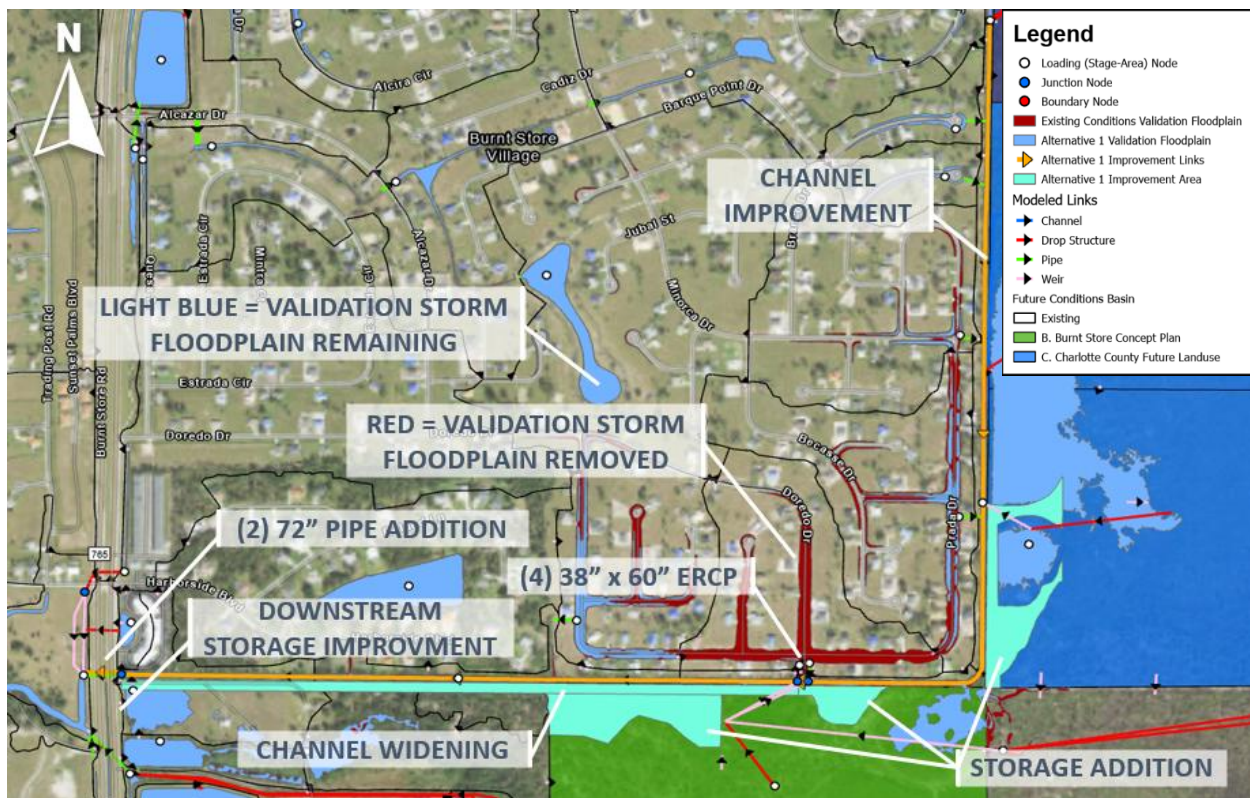 N
Legend
Loading (Stage-Area) Node
Junction Node
Boundary Node
Existing Conditions Validation Floodplain
Alternative 1 Validation Floodplain
Alternative 1 Improvement Links
Alternative 1 Improvement Area
Modeled Links
Channel
Drop Structure
Pipe
Weir
Future Conditions Basin
Existing
B. Burnt Store Concept Plan
C. Charlotte County Future Landuse
Alcira Cir
Cadiz Dr
Barque Point Dr
Alcazar Dr
Burnt Store
Village
CHANNEL
IMPROVEMENT
Estrada Cir
Alcazar Dr
Jubal St
Minorca Dr
Trading Post Rd
Sunset Palms Blvd
Burnt Store Rd
LIGHT BLUE = VALIDATION STORM
FLOODPLAIN REMAINING
Estrada Cir
Doredo Dr
RED = VALIDATION STORM
FLOODPLAIN REMOVED
Becasse Dr
Doredo Dr
Prada Dr
(2) 72” PIPE ADDITION
765
Harborside Blvd
(4) 38” x 60” ERCP
DOWNSTREAM
STORAGE IMPROVMENT
CHANNEL WIDENING
STORAGE ADDITION